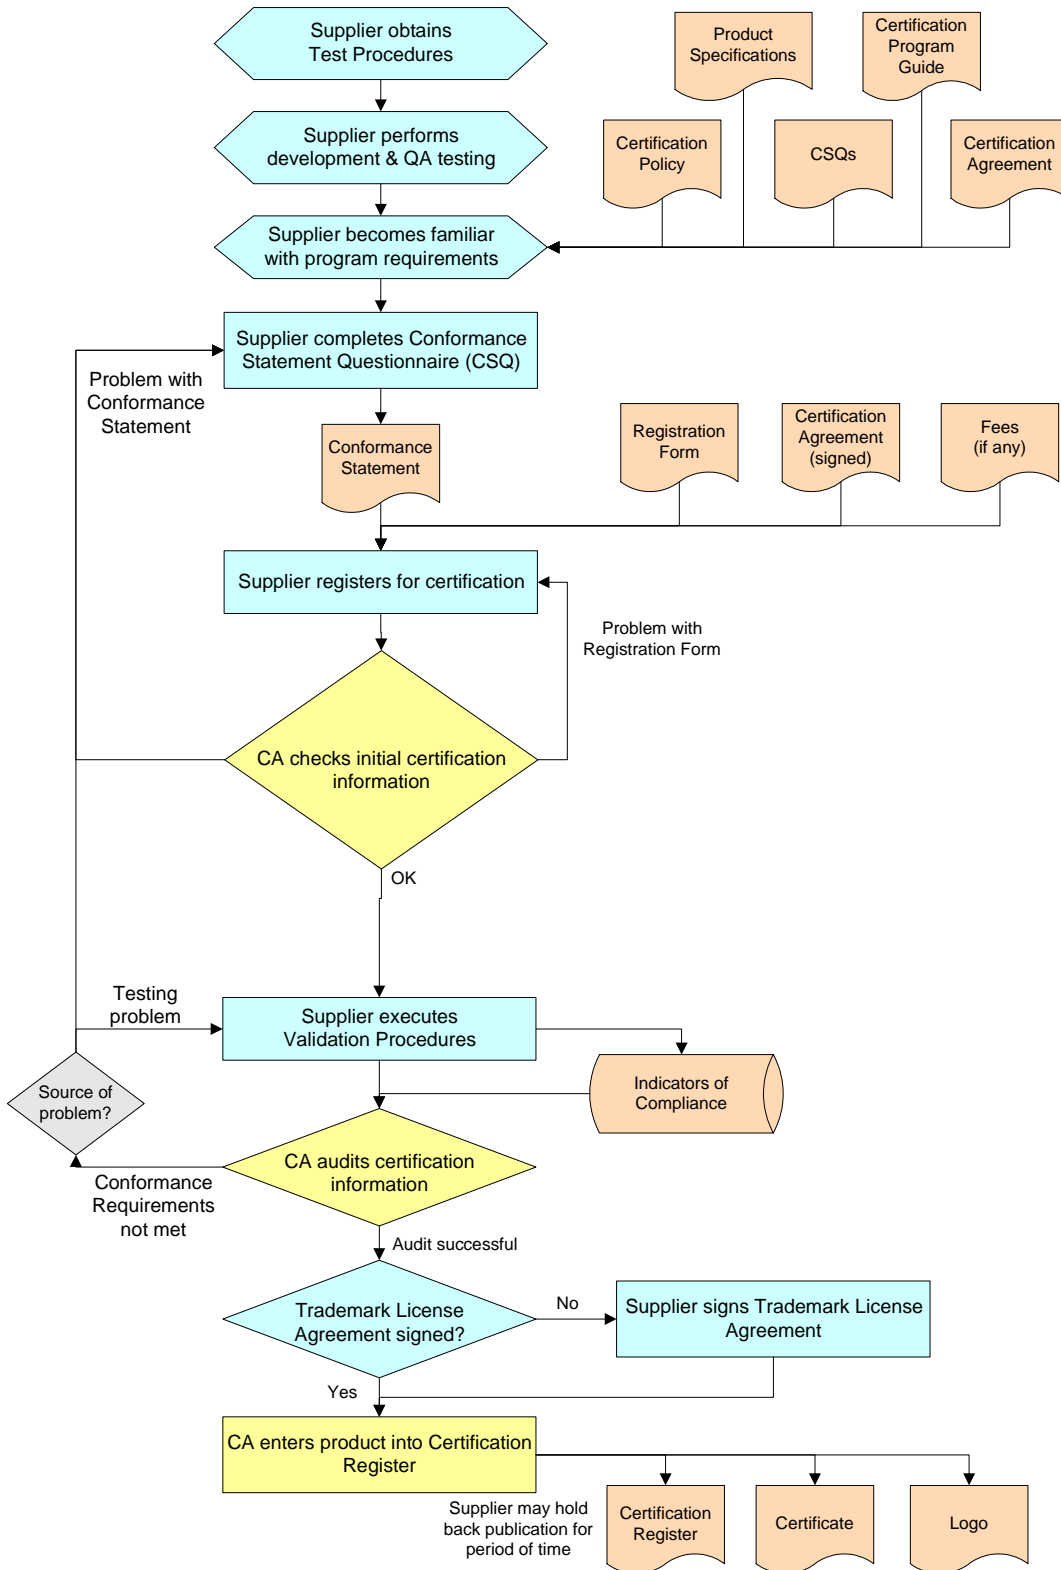 Supplier obtains
Test Procedures
Product
Specifications
Certification
Program
Guide
Supplier performs
development & QA testing
Certification
Policy
CSQs
Certification
Agreement
Supplier becomes familiar
with program requirements
Supplier completes Conformance
Statement Questionnaire (CSQ)
Problem with
Conformance
Statement
Conformance
Statement
Registration
Form
Certification
Agreement
(signed)
Fees
(if any)
Supplier registers for certification
Problem with
Registration Form
CA checks initial certification
information
OK
Testing
problem
Supplier executes
Validation Procedures
Source of
problem?
Indicators of
Compliance
CA audits certification
information
Conformance
Requirements
not met
Audit successful
Trademark License
Agreement signed?
No
Supplier signs Trademark License
Agreement
Yes
CA enters product into Certification
Register
Supplier may hold
back publication for
period of time
Certification
Register
Certificate
Logo